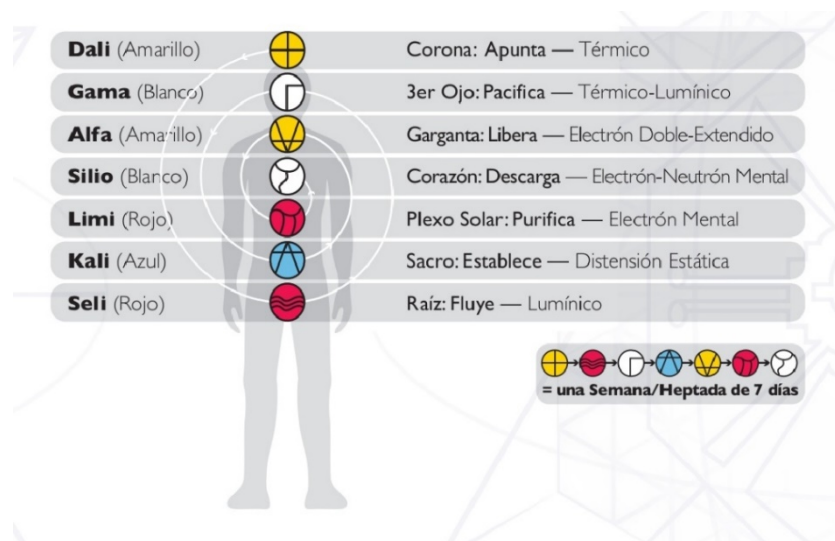 Dali (Amarillo) Corona: Apunta — Térmico
Gama (Blanco) 3er Ojo: Pacifica — Térmico-Lumínico
Alfa (Amarillo) Garganta: Libera — Electrón Doble-Extendido
Silio (Blanco) Corazón: Descarga — Electrón-Neutrón Mental
Limi (Rojo) Plexo Solar: Purifica — Electrón Mental
Kali (Azul) Sacro: Establece — Distensión Estática
Seli (Rojo) Raíz: Fluye — Lumínico
= una Semana/Heptada de 7 días